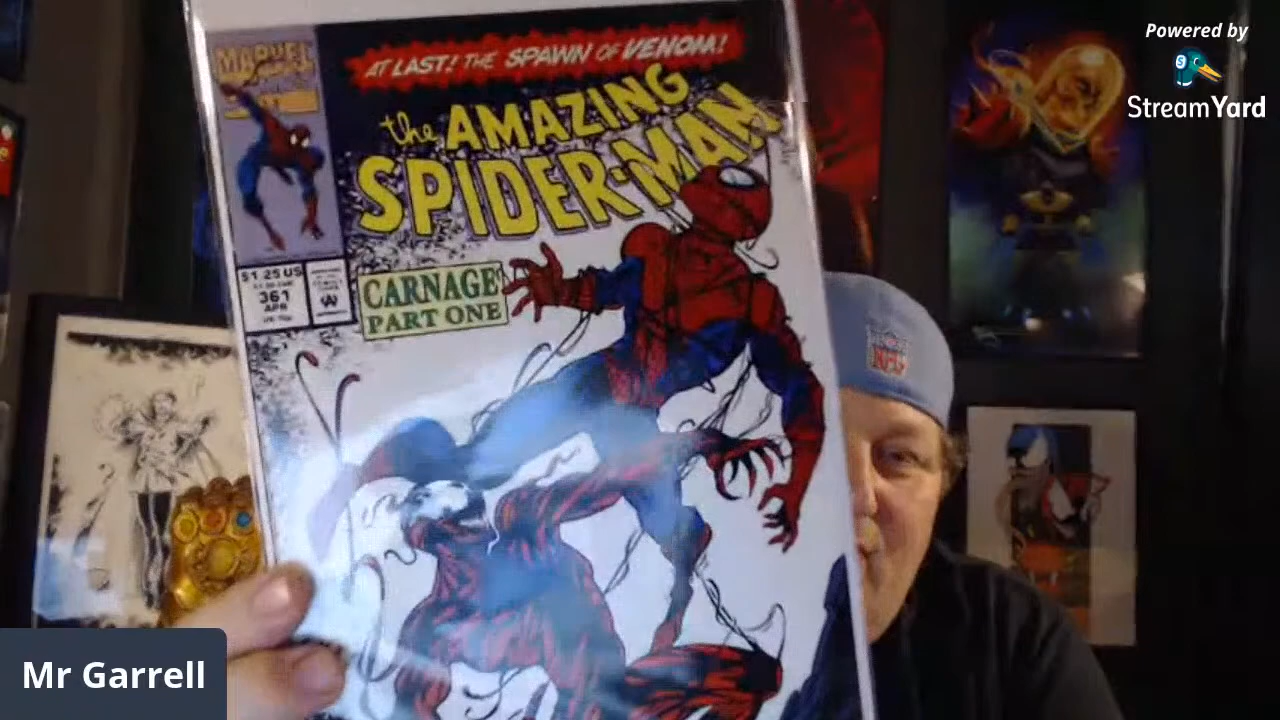 Powered by
StreamYard
MARVEL
AT LAST! THE SPAWN OF VENOM!
the AMAZING
SPIDER-MAN
$1.25 US
361
APR
CARNAGE
PART ONE
NFL
Mr Garrell